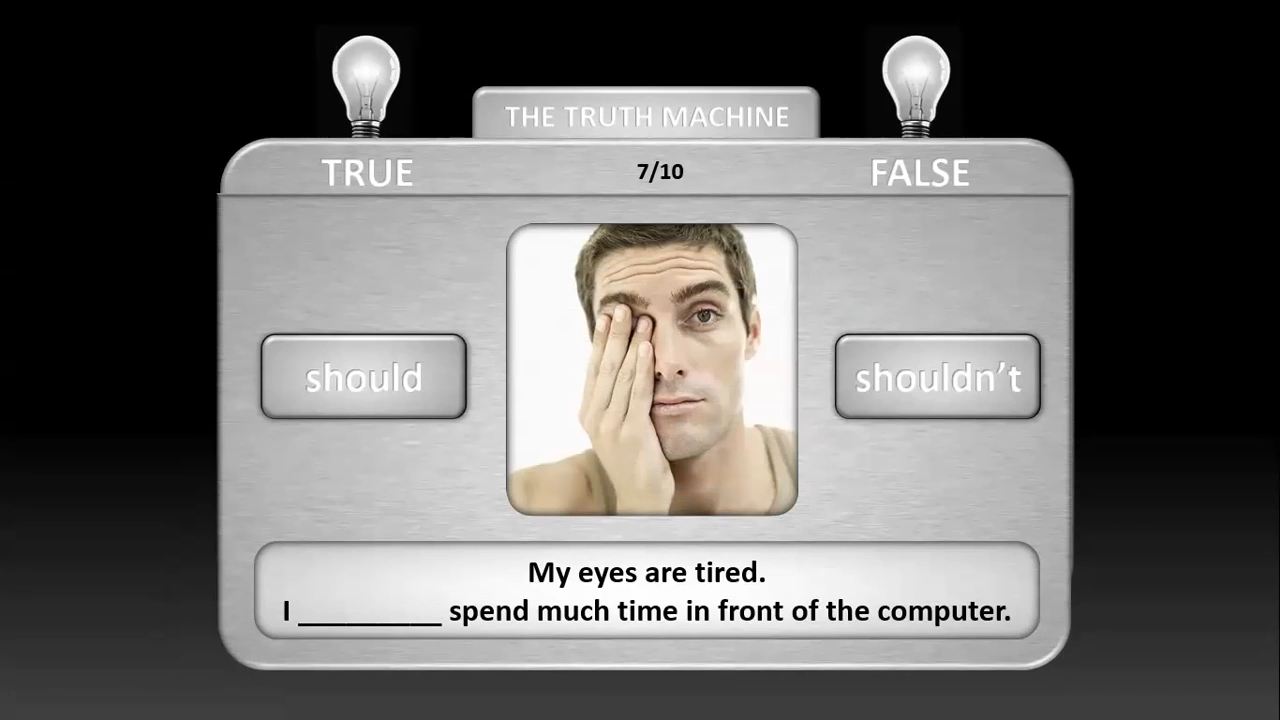 THE TRUTH MACHINE
TRUE
7/10
FALSE
should
shouldn’t
My eyes are tired.
I _________ spend much time in front of the computer.